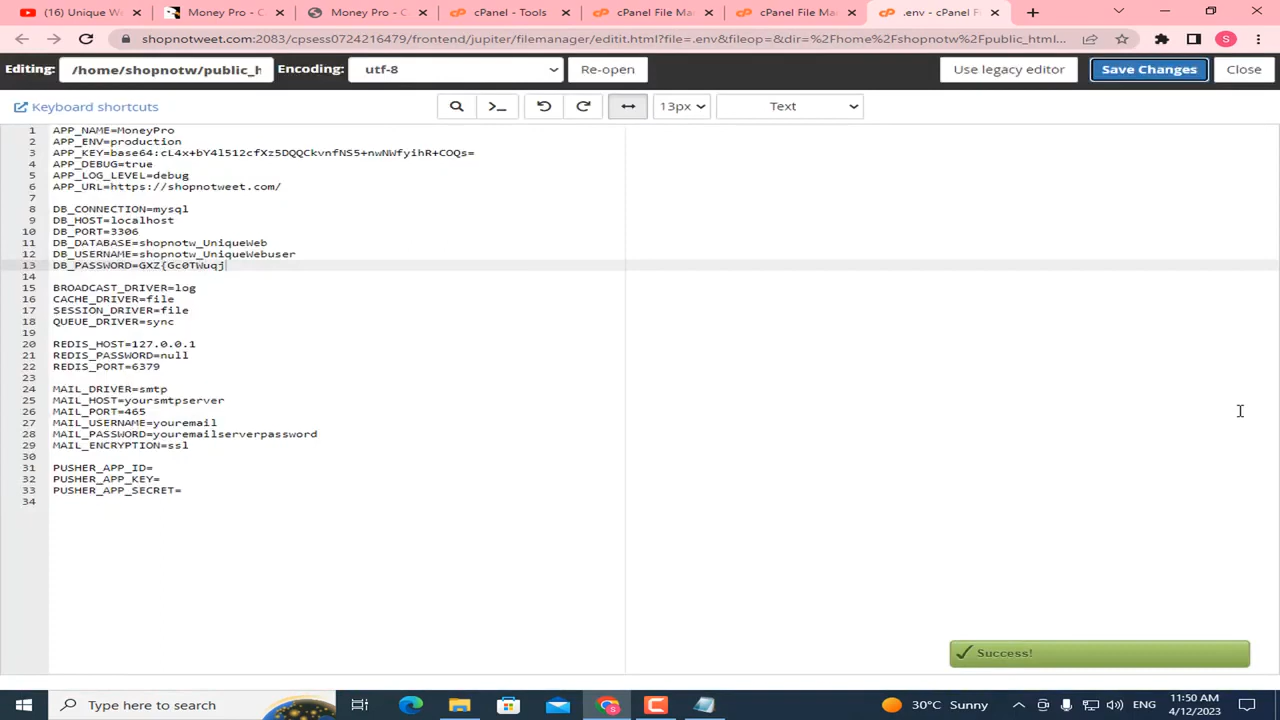 (16) Unique We
Money Pro - C
Money Pro - C
cPanel - Tools
cPanel File Ma
cPanel File Ma
.env - cPanel F
shopnotweet.com:2083/cpsess0724216479/frontend/jupiter/filemanager/editit.html?file=.env&fileop=&dir=%2Fhome%2Fshopnotw%2Fpublic_html...
S
Editing: /home/shopnotw/public_h Encoding: utf-8 Re-open Use legacy editor Save Changes Close
Keyboard shortcuts 13px Text
1 APP_NAME=MoneyPro
2 APP_ENV=production
3 APP_KEY=base64:cL4x+bY4l512cfXz5DQQCkvnfNS5+nwNWfyihR+COQs=
4 APP_DEBUG=true
5 APP_LOG_LEVEL=debug
6 APP_URL=https://shopnotweet.com/
7
8 DB_CONNECTION=mysql
9 DB_HOST=localhost
10 DB_PORT=3306
11 DB_DATABASE=shopnotw_UniqueWeb
12 DB_USERNAME=shopnotw_UniqueWebuser
13 DB_PASSWORD=GXZ{Gc0TWuqj
14
15 BROADCAST_DRIVER=log
16 CACHE_DRIVER=file
17 SESSION_DRIVER=file
18 QUEUE_DRIVER=sync
19
20 REDIS_HOST=127.0.0.1
21 REDIS_PASSWORD=null
22 REDIS_PORT=6379
23
24 MAIL_DRIVER=smtp
25 MAIL_HOST=yoursmtpserver
26 MAIL_PORT=465
27 MAIL_USERNAME=youremail
28 MAIL_PASSWORD=youremailserverpassword
29 MAIL_ENCRYPTION=ssl
30
31 PUSHER_APP_ID=
32 PUSHER_APP_KEY=
33 PUSHER_APP_SECRET=
34
Success!
Type here to search
30°C Sunny
ENG
11:50 AM
4/12/2023